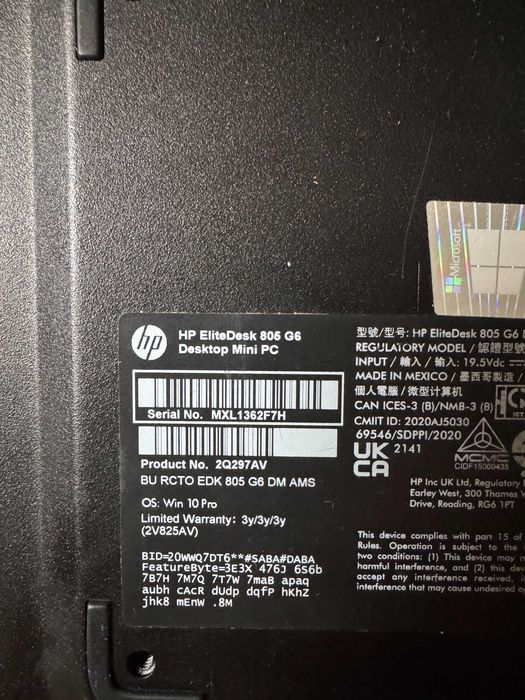 Microsoft
hp
HP EliteDesk 805 G6
Desktop Mini PC
Serial No. MXL1362F7H
Product No. 2Q297AV
BU RCTO EDK 805 G6 DM AMS
OS: Win 10 Pro
Limited Warranty: 3y/3y/3y
(2V825AV)
BID=20WWQ7DT6**#SABA#DABA
FeatureByte=3E3X 476J 6S6b
7B7H 7M7Q 7T7W 7maB apaq
aubh cAcR dUdp dqfP hKhZ
jhk8 mEnW .8M
型號/型号: HP EliteDesk 805 G6
REGULATORY MODEL / 認證型號
INPUT / 輸入 / 输入: 19.5Vdc
MADE IN MEXICO / 墨西哥製造 /
個人電腦 / 微型计算机
CAN ICES-3 (B)/NMB-3 (B)
CMIIT ID: 2020AJ5030
69546/SDPPI/2020
UK
CA
2141
MCMC
CIDF15000435
HP Inc UK Ltd, Regulatory
Earley West, 300 Thames
Drive, Reading, RG6 1PT
This device complies with part 15 of
Rules. Operation is subject to the
two conditions: (1) This device may
harmful interference, and (2) this
accept any interference received,
interference that may cause undesired